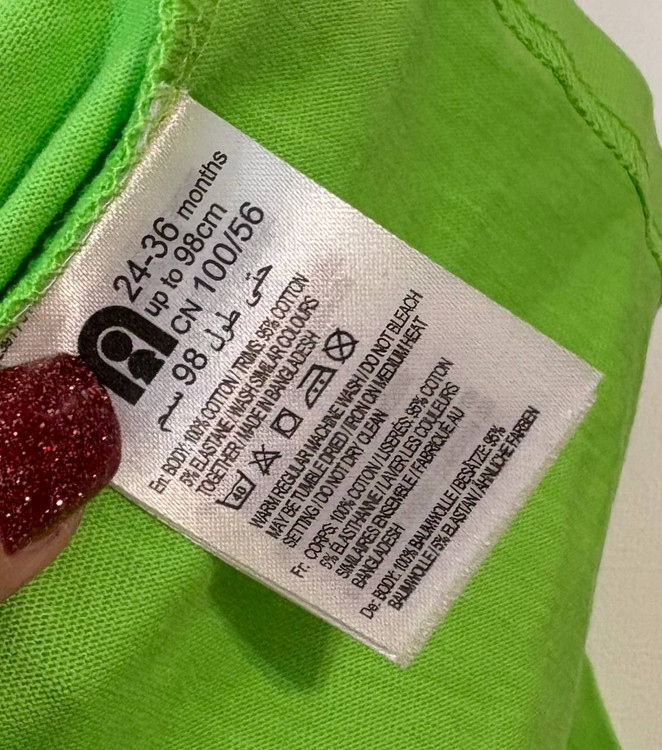 24-36 months
up to 98cm
CN 100/56
حتى طول 98 سم
En: BODY: 100% COTTON / TRIMS: 95% COTTON
5% ELASTANE / WASH SIMILAR COLOURS
TOGETHER / MADE IN BANGLADESH
40
WARM REGULAR MACHINE WASH / DO NOT BLEACH
MAY BE TUMBLE DRIED / IRON ON MEDIUM HEAT
SETTING / DO NOT DRY CLEAN
Fr: CORPS: 100% COTON / LISERÉS: 95% COTON
5% ÉLASTHANNE / LAVER LES COULEURS
SIMILAIRES ENSEMBLE / FABRIQUÉ AU
BANGLADESH
De: BODY: 100% BAUMWOLLE / BESÄTZE: 95%
BAUMWOLLE / 5% ELASTAN / ÄHNLICHE FARBEN